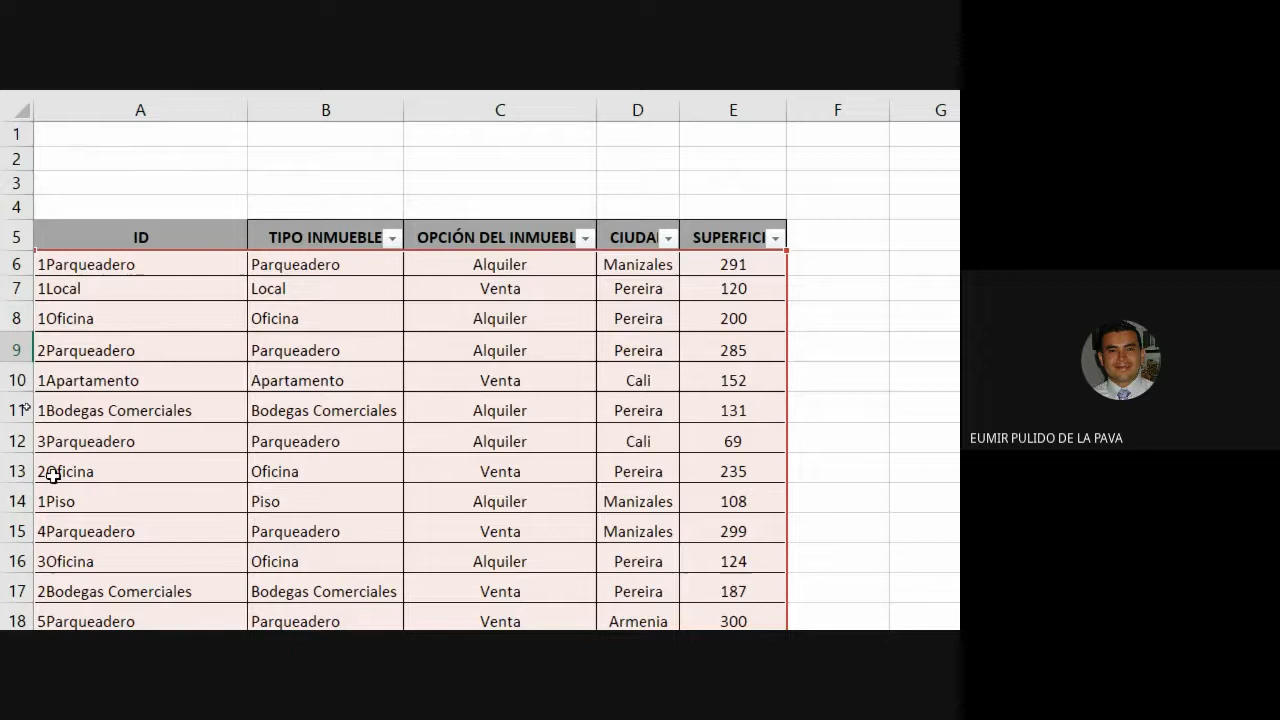 A B C D E F G
1
2
3
4
5 ID TIPO INMUEBLE OPCIÓN DEL INMUEBL CIUDA SUPERFICI
6 1Parqueadero Parqueadero Alquiler Manizales 291
7 1Local Local Venta Pereira 120
8 1Oficina Oficina Alquiler Pereira 200
9 2Parqueadero Parqueadero Alquiler Pereira 285
10 1Apartamento Apartamento Venta Cali 152
11 1Bodegas Comerciales Bodegas Comerciales Alquiler Pereira 131
12 3Parqueadero Parqueadero Alquiler Cali 69
13 2Oficina Oficina Venta Pereira 235
14 1Piso Piso Alquiler Manizales 108
15 4Parqueadero Parqueadero Venta Manizales 299
16 3Oficina Oficina Alquiler Pereira 124
17 2Bodegas Comerciales Bodegas Comerciales Venta Pereira 187
18 5Parqueadero Parqueadero Venta Armenia 300
EUMIR PULIDO DE LA PAVA